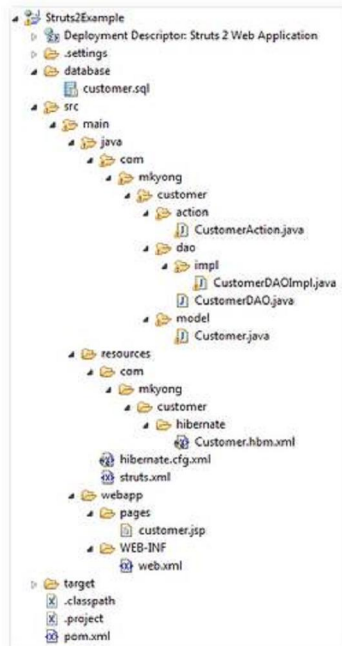 Struts2Example
Deployment Descriptor: Struts 2 Web Application
.settings
database
customer.sql
src
main
java
com
mkyong
customer
action
CustomerAction.java
dao
impl
CustomerDAOImpl.java
CustomerDAO.java
model
Customer.java
resources
com
mkyong
customer
hibernate
Customer.hbm.xml
hibernate.cfg.xml
struts.xml
webapp
pages
customer.jsp
WEB-INF
web.xml
target
.classpath
.project
pom.xml